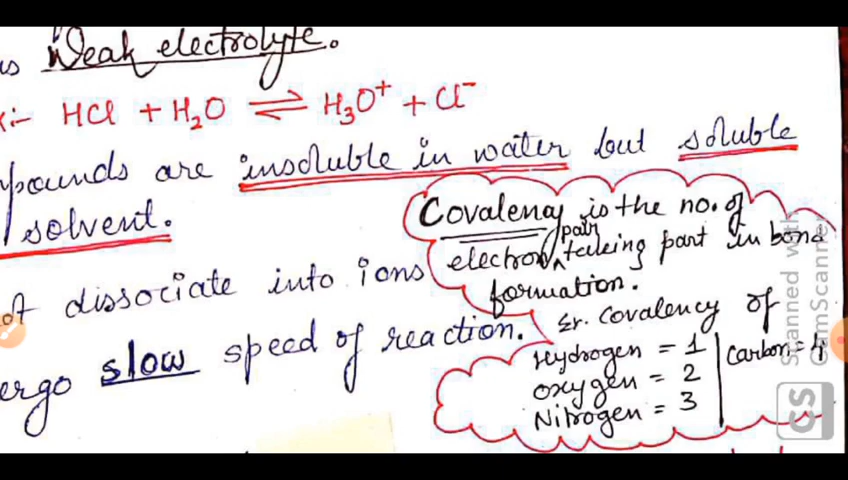 is Weak electrolyte.
x:- HCl + H₂O ⇌ H₃O⁺ + Cl⁻
pounds are insoluble in water but soluble
solvent.
Covalency is the no. of
electron pair taking part in bond
formation.
ot dissociate into ions
Ex. Covalency of
ergo slow speed of reaction.
Hydrogen = 1
Oxygen = 2
Nitrogen = 3
Carbon = 4
Scanned with
CamScanner
CS